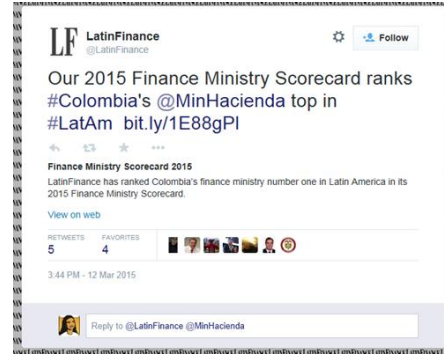 LF LatinFinance
@LatinFinance
Follow
Our 2015 Finance Ministry Scorecard ranks
#Colombia's @MinHacienda top in
#LatAm bit.ly/1E88gPl
Finance Ministry Scorecard 2015
LatinFinance has ranked Colombia's finance ministry number one in Latin America in its
2015 Finance Ministry Scorecard.
View on web
RETWEETS FAVORITES
5 4
3:44 PM - 12 Mar 2015
Reply to @LatinFinance @MinHacienda